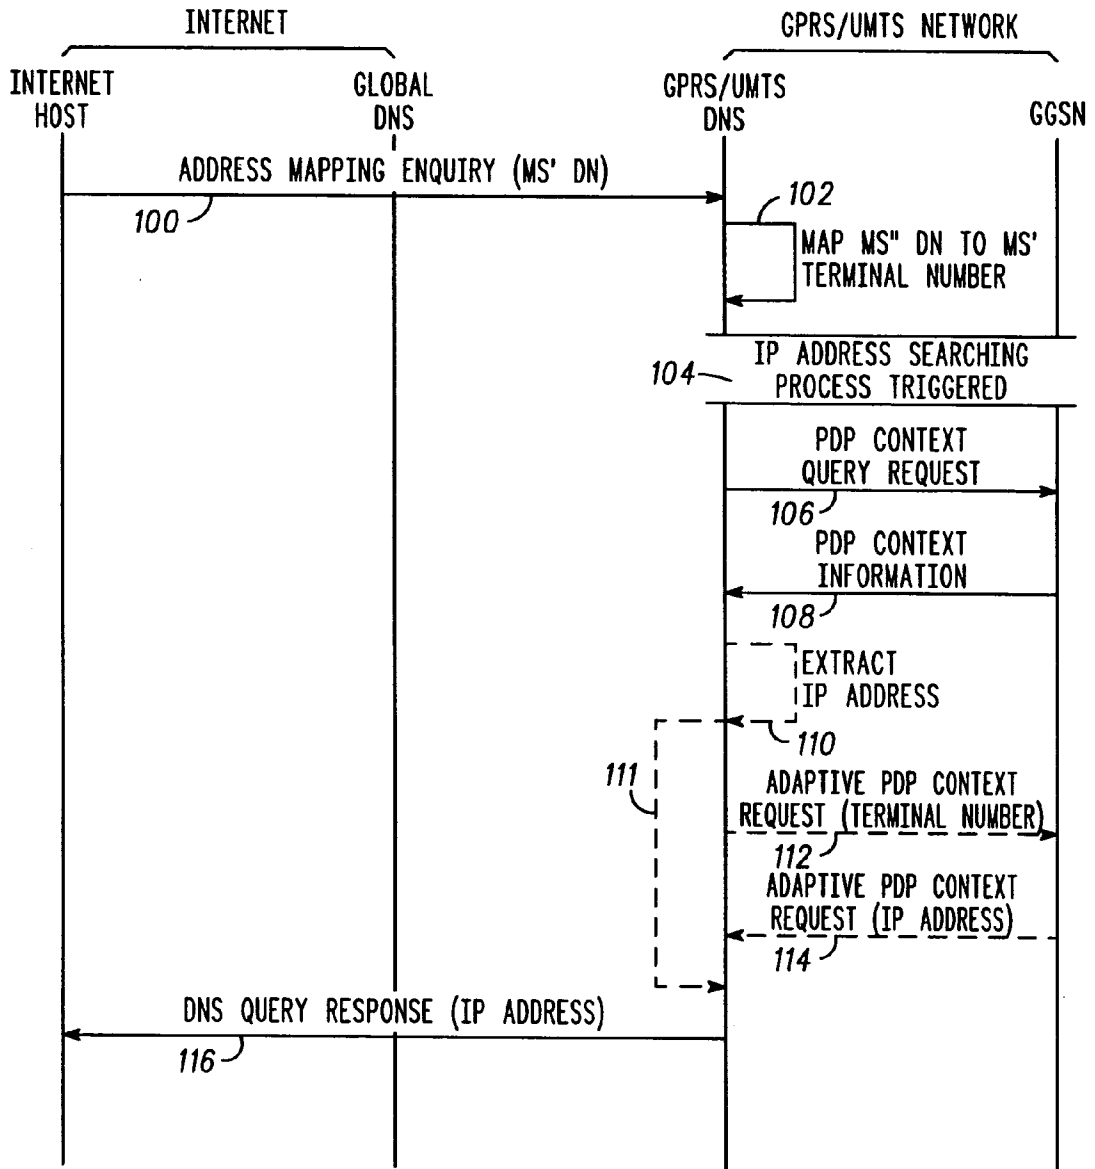 INTERNET
GPRS/UMTS NETWORK
INTERNET
HOST
GLOBAL
DNS
GPRS/UMTS
DNS
GGSN
ADDRESS MAPPING ENQUIRY (MS' DN)
100
102
MAP MS" DN TO MS'
TERMINAL NUMBER
IP ADDRESS SEARCHING
PROCESS TRIGGERED
104
PDP CONTEXT
QUERY REQUEST
106
PDP CONTEXT
INFORMATION
108
EXTRACT
IP ADDRESS
110
111
ADAPTIVE PDP CONTEXT
REQUEST (TERMINAL NUMBER)
112
ADAPTIVE PDP CONTEXT
REQUEST (IP ADDRESS)
114
DNS QUERY RESPONSE (IP ADDRESS)
116